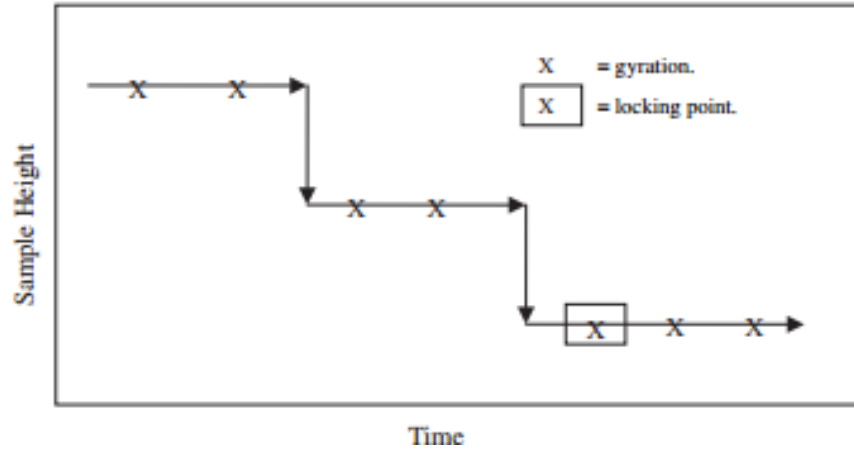 X = gyration.
X = locking point.
X X
X X
X X X
Sample Height
Time